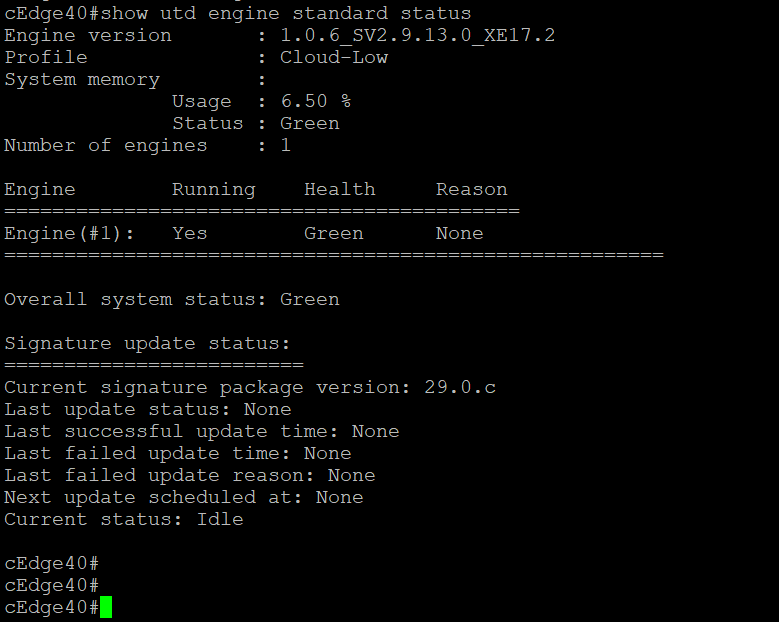 cEdge40#show utd engine standard status
Engine version       : 1.0.6_SV2.9.13.0_XE17.2
Profile              : Cloud-Low
System memory        :
              Usage  : 6.50 %
              Status : Green
Number of engines    : 1
Engine        Running    Health     Reason
===========================================
Engine(#1):   Yes        Green      None
=======================================================
Overall system status: Green
Signature update status:
=========================
Current signature package version: 29.0.c
Last update status: None
Last successful update time: None
Last failed update time: None
Last failed update reason: None
Next update scheduled at: None
Current status: Idle
cEdge40#
cEdge40#
cEdge40#